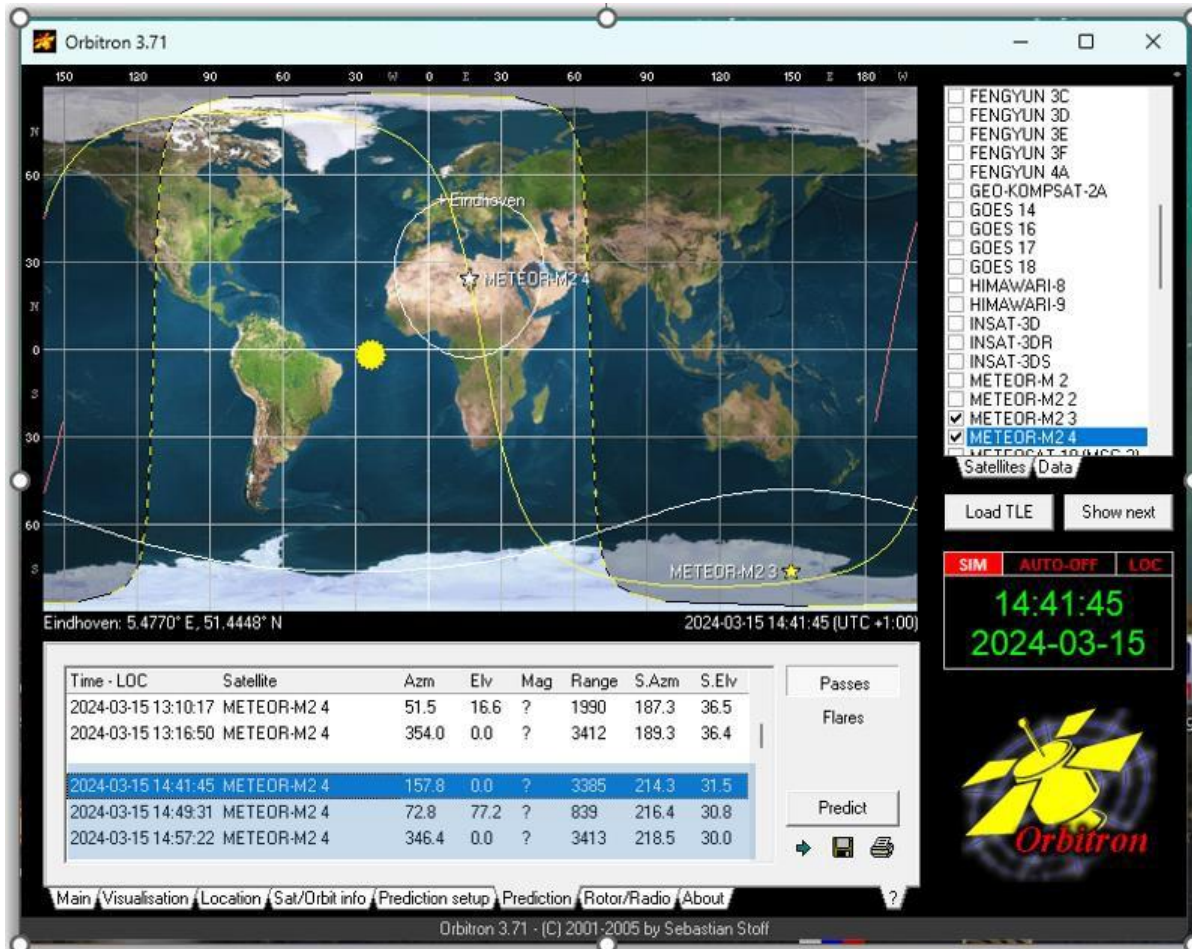 Orbitron 3.71
150 120 90 60 30 W 0 E 30 60 90 120 150 E 180 W
N
60
30
N
0
S
30
60
S
Eindhoven
METEOR-M2 4
METEOR-M2 3
Eindhoven: 5.4770° E, 51.4448° N
2024-03-15 14:41:45 (UTC +1:00)
FENGYUN 3C
FENGYUN 3D
FENGYUN 3E
FENGYUN 3F
FENGYUN 4A
GEO-KOMPSAT-2A
GOES 14
GOES 16
GOES 17
GOES 18
HIMAWARI-8
HIMAWARI-9
INSAT-3D
INSAT-3DR
INSAT-3DS
METEOR-M 2
METEOR-M2 2
METEOR-M2 3
METEOR-M2 4
Satellites Data
Load TLE Show next
SIM AUTO-OFF LOC
14:41:45
2024-03-15
Time - LOC Satellite Azm Elv Mag Range S.Azm S.Elv
2024-03-15 13:10:17 METEOR-M2 4 51.5 16.6 ? 1990 187.3 36.5
2024-03-15 13:16:50 METEOR-M2 4 354.0 0.0 ? 3412 189.3 36.4
2024-03-15 14:41:45 METEOR-M2 4 157.8 0.0 ? 3385 214.3 31.5
2024-03-15 14:49:31 METEOR-M2 4 72.8 77.2 ? 839 216.4 30.8
2024-03-15 14:57:22 METEOR-M2 4 346.4 0.0 ? 3413 218.5 30.0
Passes
Flares
Predict
Orbitron
Main Visualisation Location Sat/Orbit info Prediction setup Prediction Rotor/Radio About ?
Orbitron 3.71 - (C) 2001-2005 by Sebastian Stoff